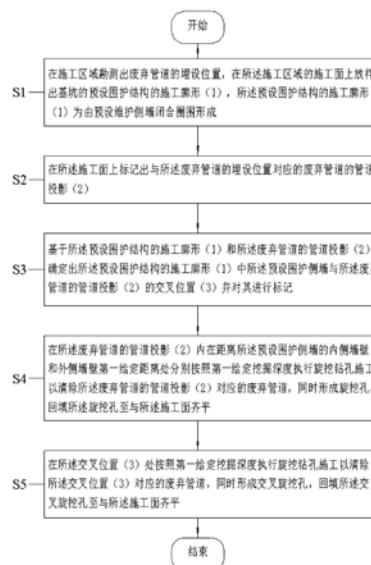 开始
S1
在施工区域勘测出废弃管道的埋设位置，在所述施工区域的施工面上放样
出基坑的预设围护结构的施工廓形（1），所述预设围护结构的施工廓形
（1）为由预设维护侧墙闭合圈围形成
S2
在所述施工面上标记出与所述废弃管道的埋设位置对应的废弃管道的管道
投影（2）
S3
基于所述预设围护结构的施工廓形（1）和所述废弃管道的管道投影（2）
确定出所述预设围护结构的施工廓形（1）中所述预设围护侧墙与所述废弃
管道的管道投影（2）的交叉位置（3）并对其进行标记
S4
在所述废弃管道的管道投影（2）内在距离所述预设围护侧墙的内侧墙壁
和外侧墙壁第一给定距离处分别按照第一给定挖掘深度执行旋挖钻孔施工
以清除所述废弃管道的管道投影（2）对应的废弃管道，同时形成旋挖孔，
回填所述旋挖孔至与所述施工面齐平
S5
在所述交叉位置（3）处按照第一给定挖掘深度执行旋挖钻孔施工以清除
所述交叉位置（3）对应的废弃管道，同时形成交叉旋挖孔，回填所述交
叉旋挖孔至与所述施工面齐平
结束